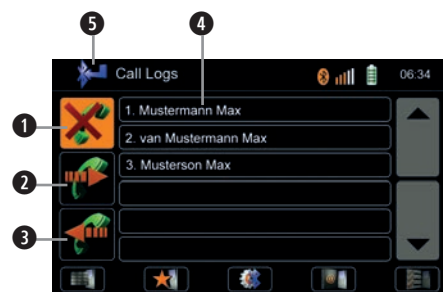 5 4
Call Logs 06:34
1 1. Mustermann Max
2. van Mustermann Max
2 3. Musterson Max
3